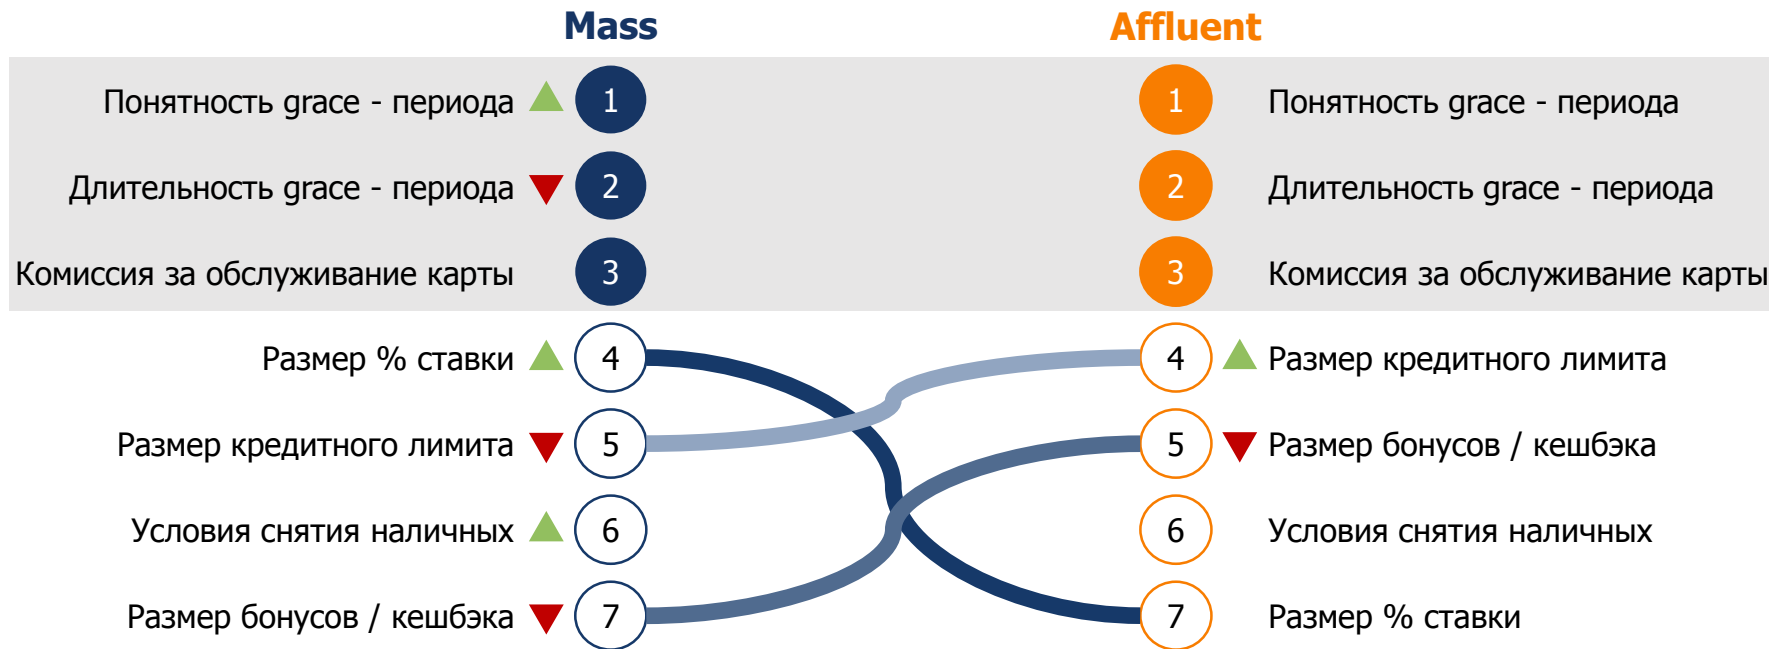 Mass Affluent
Понятность grace - периода 1 1 Понятность grace - периода
Длительность grace - периода 2 2 Длительность grace - периода
Комиссия за обслуживание карты 3 3 Комиссия за обслуживание карты
Размер % ставки 4 4 Размер кредитного лимита
Размер кредитного лимита 5 5 Размер бонусов / кешбэка
Условия снятия наличных 6 6 Условия снятия наличных
Размер бонусов / кешбэка 7 7 Размер % ставки